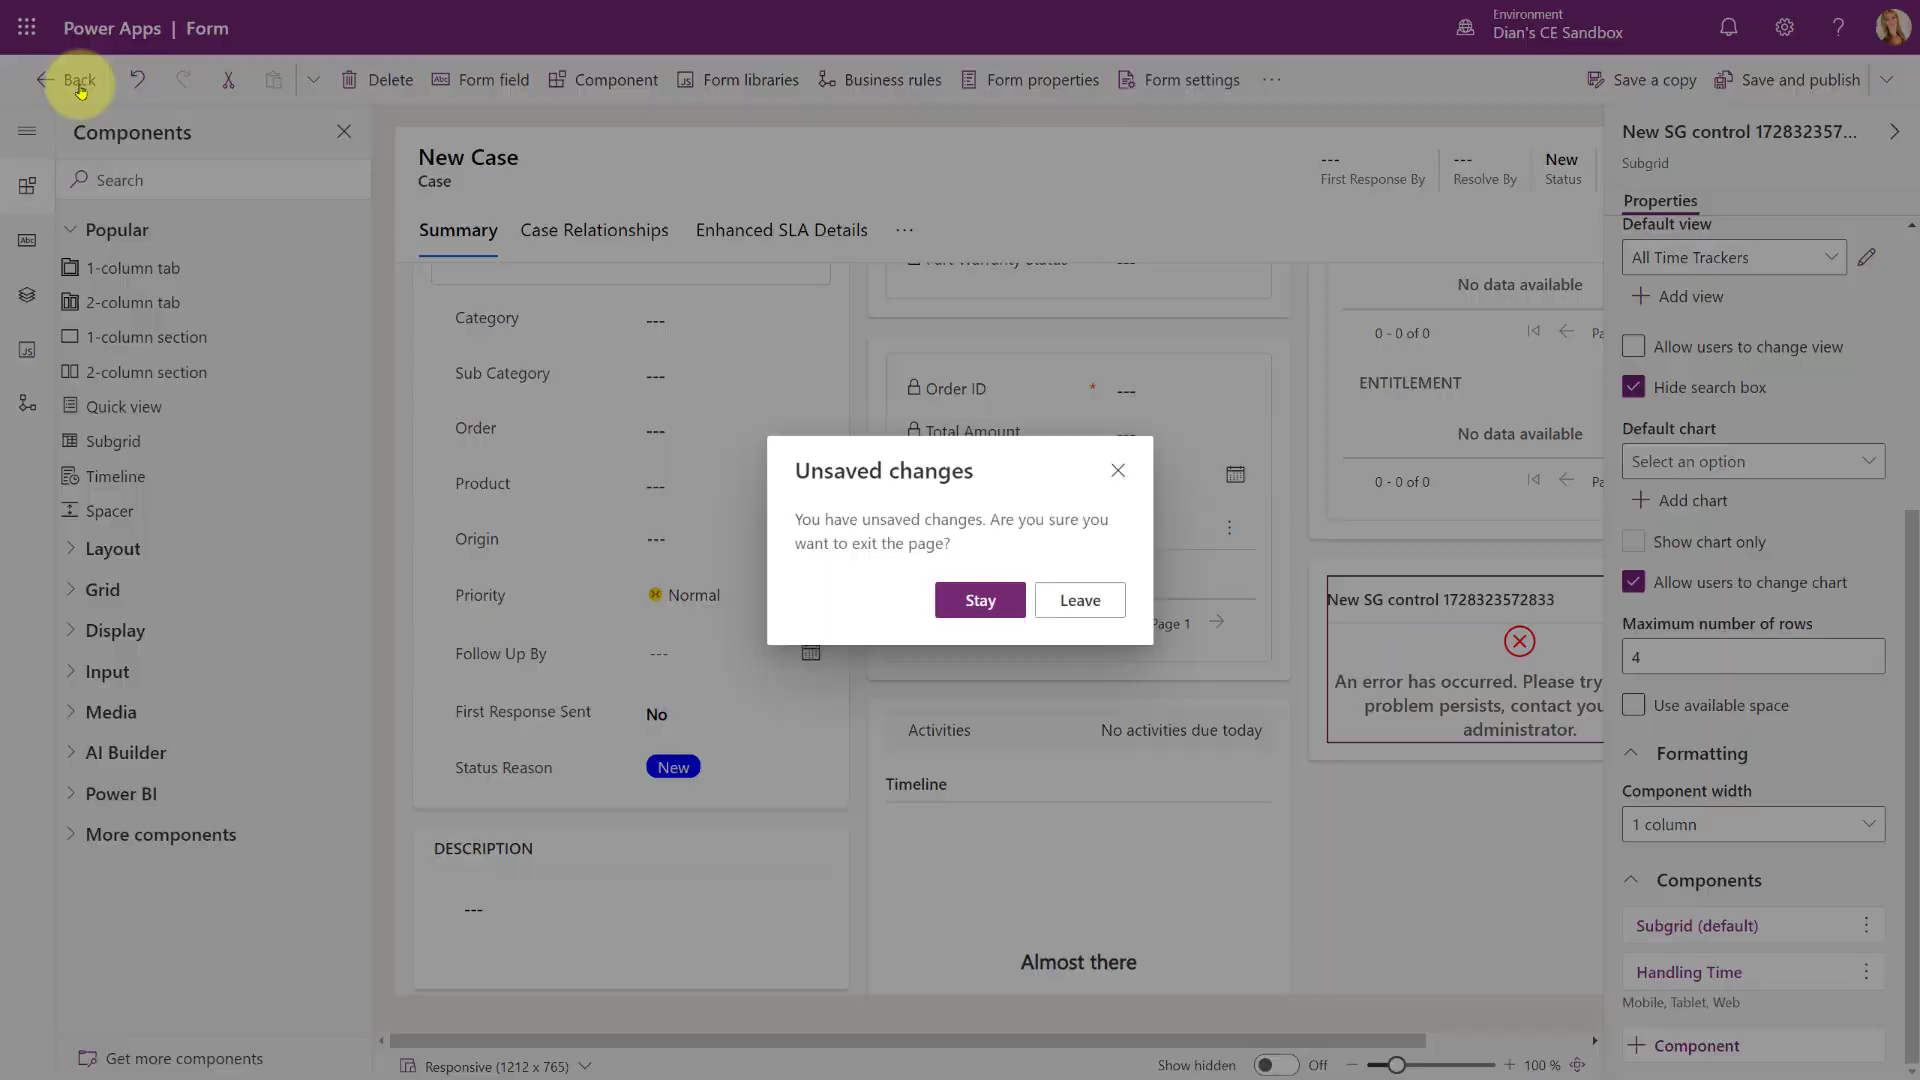 Power Apps | Form
Environment
Dian's CE Sandbox
Back
Delete
Form field
Component
Form libraries
Business rules
Form properties
Form settings
Save a copy
Save and publish
Components
Search
Popular
1-column tab
2-column tab
1-column section
2-column section
Quick view
Subgrid
Timeline
Spacer
Layout
Grid
Display
Input
Media
AI Builder
Power BI
More components
Get more components
New Case
Case
---
First Response By
---
Resolve By
New
Status
Summary
Case Relationships
Enhanced SLA Details
Category ---
Sub Category ---
Order ---
Product ---
Origin ---
Priority Normal
Follow Up By ---
First Response Sent No
Status Reason New
DESCRIPTION
---
---
Order ID * ---
Total Amount
Page 1
Activities No activities due today
Timeline
Almost there
No data available
0 - 0 of 0
ENTITLEMENT
No data available
0 - 0 of 0
New SG control 1728323572833
An error has occurred. Please try
problem persists, contact you
administrator.
Unsaved changes
You have unsaved changes. Are you sure you
want to exit the page?
Stay
Leave
New SG control 172832357...
Subgrid
Properties
Default view
All Time Trackers
Add view
Allow users to change view
Hide search box
Default chart
Select an option
Add chart
Show chart only
Allow users to change chart
Maximum number of rows
4
Use available space
Formatting
Component width
1 column
Components
Subgrid (default)
Handling Time
Mobile, Tablet, Web
Component
Responsive (1212 x 765)
Show hidden Off
100 %